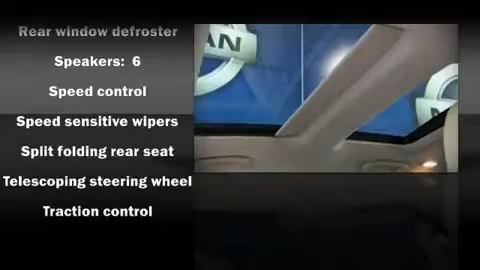 Rear window defroster
Speakers: 6
Speed control
Speed sensitive wipers
Split folding rear seat
Telescoping steering wheel
Traction control
AN